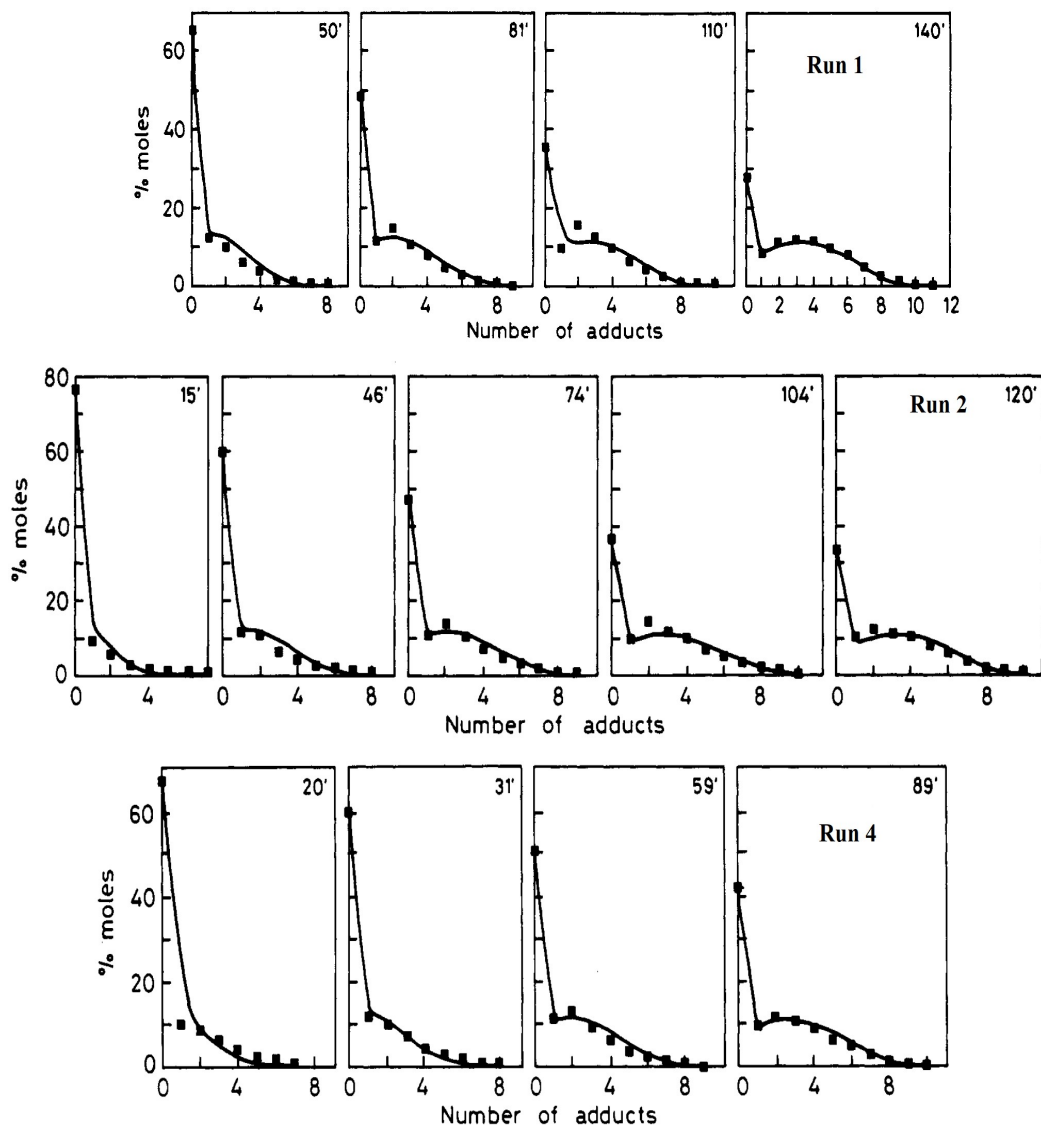 50' 81' 110' 140'
Run 1
60
40
20
0
% moles
0 4 8 0 4 8 0 4 8 0 2 4 6 8 10 12
Number of adducts
15' 46' 74' 104' Run 2 120'
80
60
40
20
0
% moles
0 4 8 0 4 8 0 4 8 0 4 8 0 4 8
Number of adducts
20' 31' 59' 89'
Run 4
60
40
20
0
% moles
0 4 8 0 4 8 0 4 8 0 4 8
Number of adducts